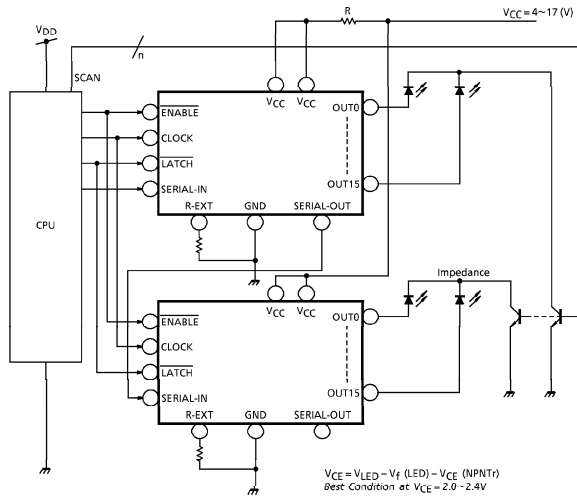 R
VCC=4~17 (V)
VDD
n
SCAN
VCC
VCC
ENABLE
OUT0
CLOCK
LATCH
OUT15
SERIAL-IN
CPU
R-EXT
GND
SERIAL-OUT
Impedance
VCC
VCC
ENABLE
OUT0
CLOCK
LATCH
OUT15
SERIAL-IN
R-EXT
GND
SERIAL-OUT
VCE=VLED-Vf (LED)-VCE (NPNTr)
Best Condition at VCE=2.0-2.4V